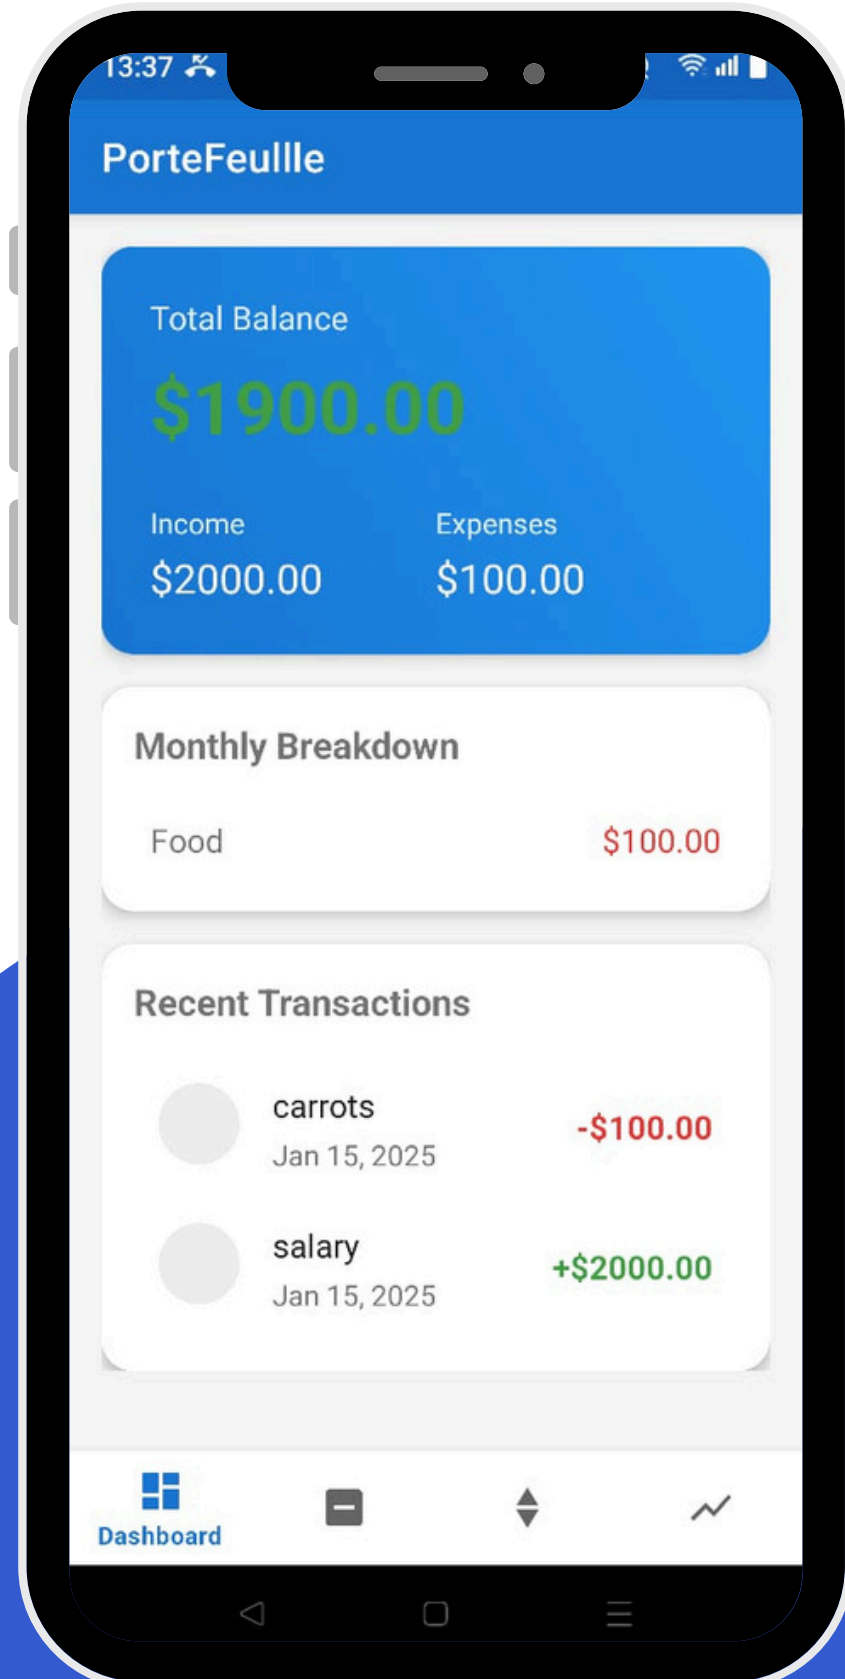 13:37
PorteFeullle
Total Balance
$1900.00
Income Expenses
$2000.00 $100.00
Monthly Breakdown
Food $100.00
Recent Transactions
carrots
-$100.00
Jan 15, 2025
salary
+$2000.00
Jan 15, 2025
Dashboard